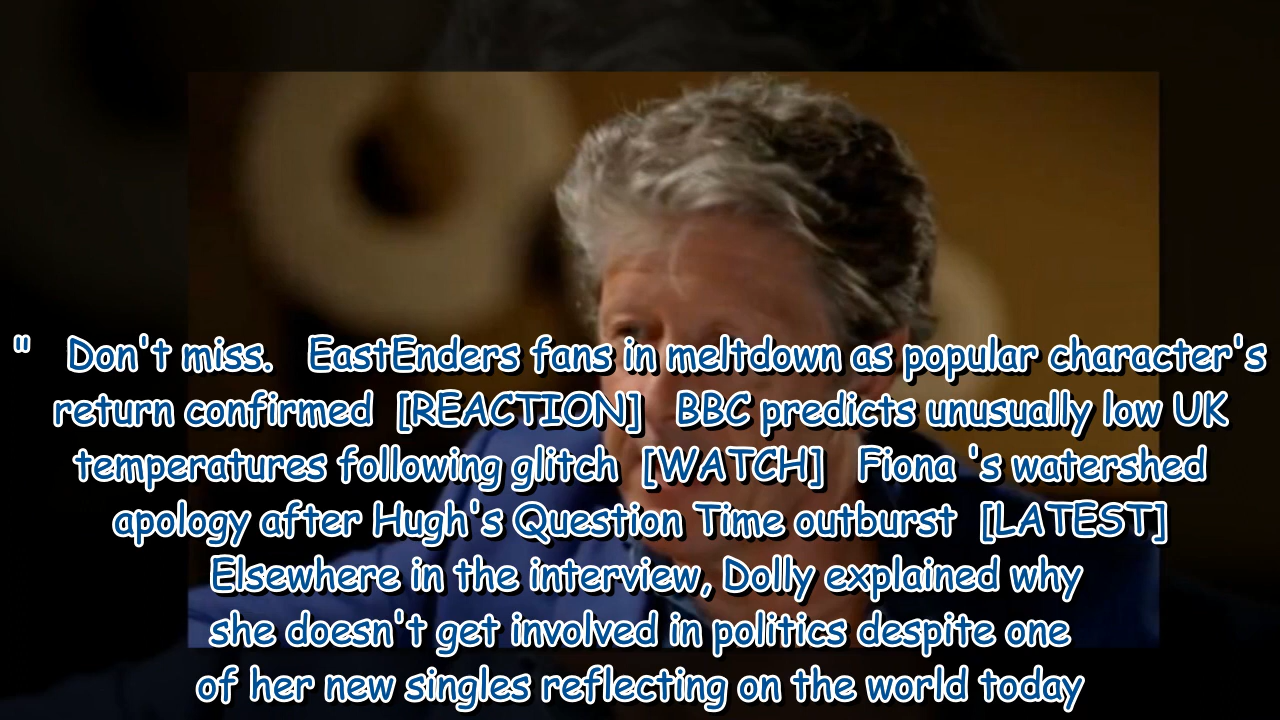 "   Don't miss.   EastEnders fans in meltdown as popular character's
return confirmed  [REACTION]   BBC predicts unusually low UK
temperatures following glitch  [WATCH]   Fiona 's watershed
apology after Hugh's Question Time outburst  [LATEST]
Elsewhere in the interview, Dolly explained why
she doesn't get involved in politics despite one
of her new singles reflecting on the world today